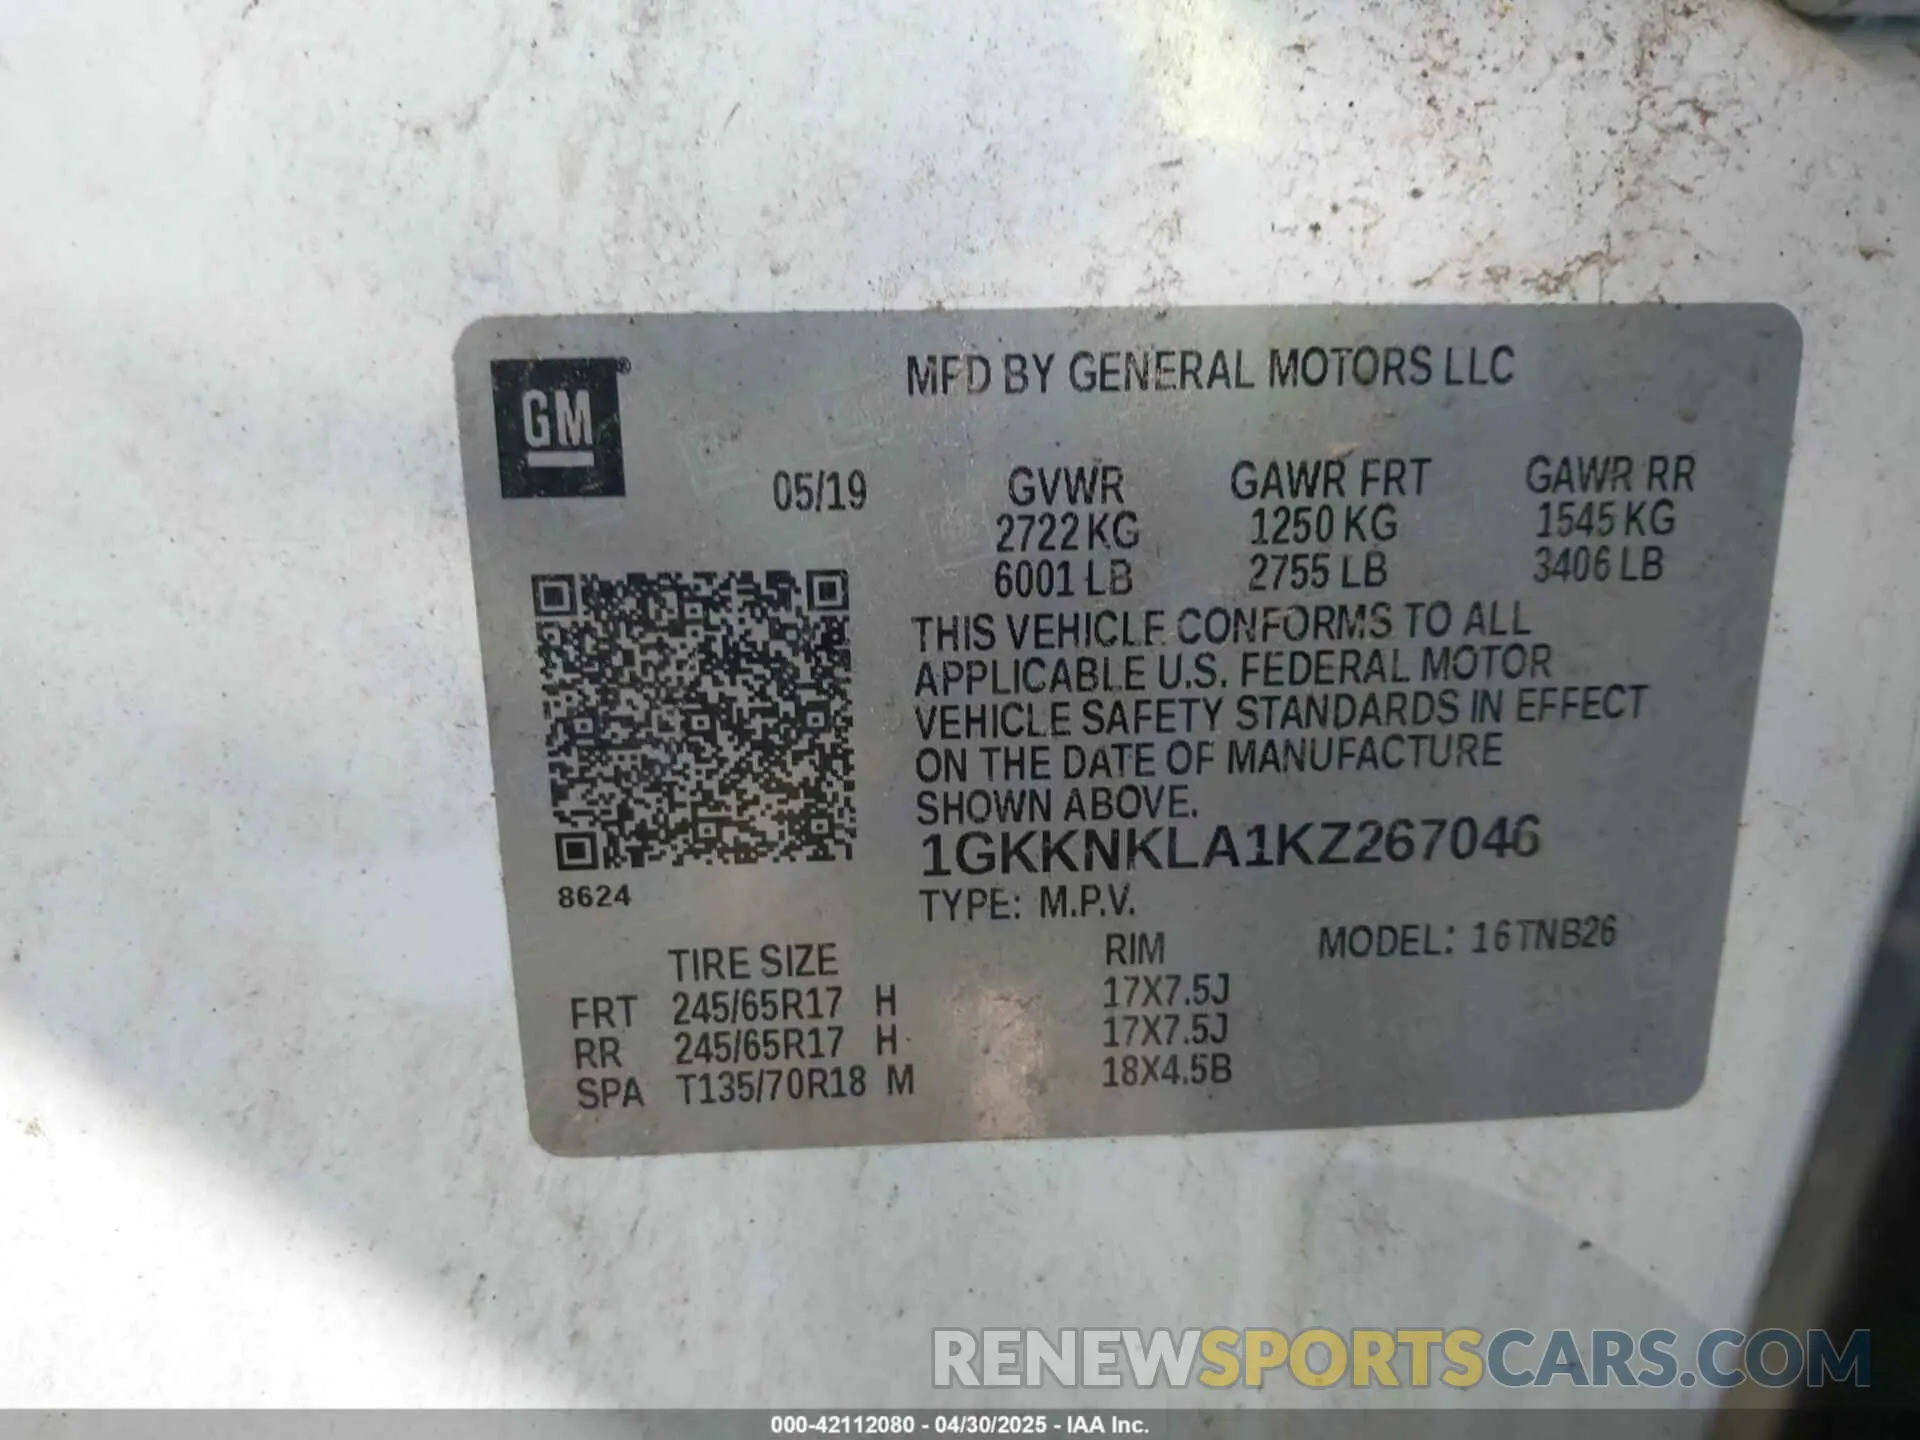 GM®
MFD BY GENERAL MOTORS LLC
05/19
GVWR GAWR FRT GAWR RR
2722 KG 1250 KG 1545 KG
6001 LB 2755 LB 3406 LB
THIS VEHICLE CONFORMS TO ALL
APPLICABLE U.S. FEDERAL MOTOR
VEHICLE SAFETY STANDARDS IN EFFECT
ON THE DATE OF MANUFACTURE
SHOWN ABOVE.
1GKKNKLA1KZ267046
8624
TYPE: M.P.V.
MODEL: 16TNB26
TIRE SIZE RIM
FRT 245/65R17 H 17X7.5J
RR 245/65R17 H 17X7.5J
SPA T135/70R18 M 18X4.5B
RENEWSPORTSCARS.COM
000-42112080 - 04/30/2025 - IAA Inc.